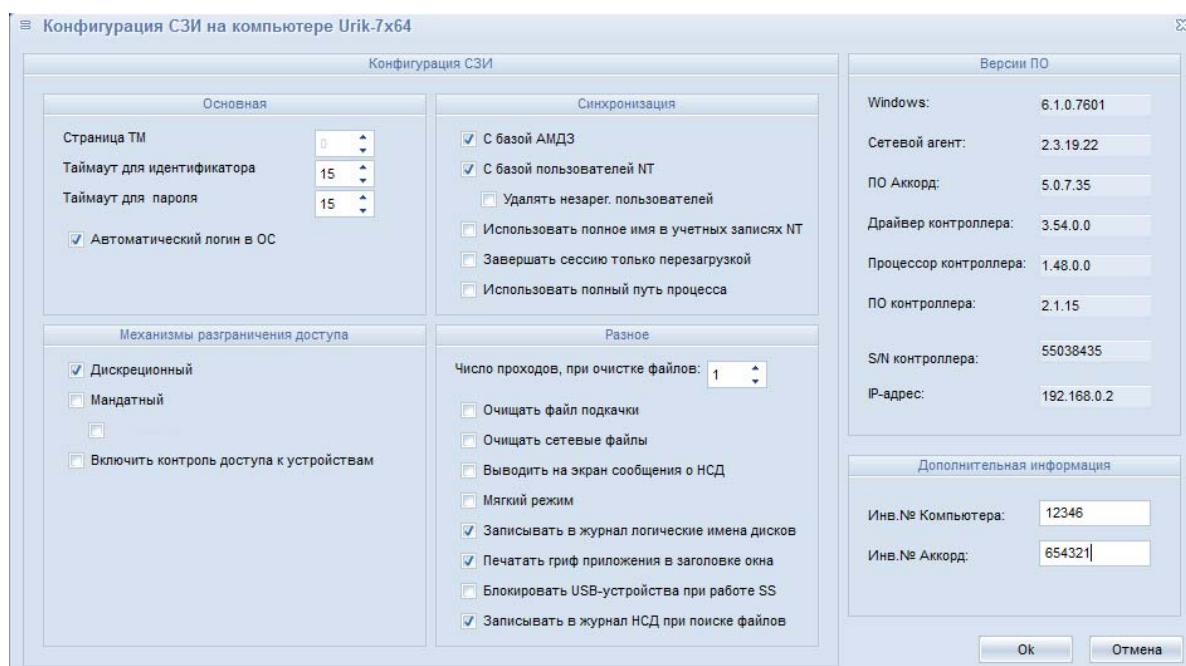 Конфигурация СЗИ на компьютере Urik-7x64
Конфигурация СЗИ
Основная
Страница ТМ 0
Таймаут для идентификатора 15
Таймаут для пароля 15
Автоматический логин в ОС
Синхронизация
С базой АМДЗ
С базой пользователей NT
Удалять незарег. пользователей
Использовать полное имя в учетных записях NT
Завершать сессию только перезагрузкой
Использовать полный путь процесса
Механизмы разграничения доступа
Дискреционный
Мандатный
Включить контроль доступа к устройствам
Разное
Число проходов, при очистке файлов: 1
Очищать файл подкачки
Очищать сетевые файлы
Выводить на экран сообщения о НСД
Мягкий режим
Записывать в журнал логические имена дисков
Печатать гриф приложения в заголовке окна
Блокировать USB-устройства при работе SS
Записывать в журнал НСД при поиске файлов
Версии ПО
Windows: 6.1.0.7601
Сетевой агент: 2.3.19.22
ПО Аккорд: 5.0.7.35
Драйвер контроллера: 3.54.0.0
Процессор контроллера: 1.48.0.0
ПО контроллера: 2.1.15
S/N контроллера: 55038435
IP-адрес: 192.168.0.2
Дополнительная информация
Инв.№ Компьютера: 12346
Инв.№ Аккорд: 654321
Ok Отмена